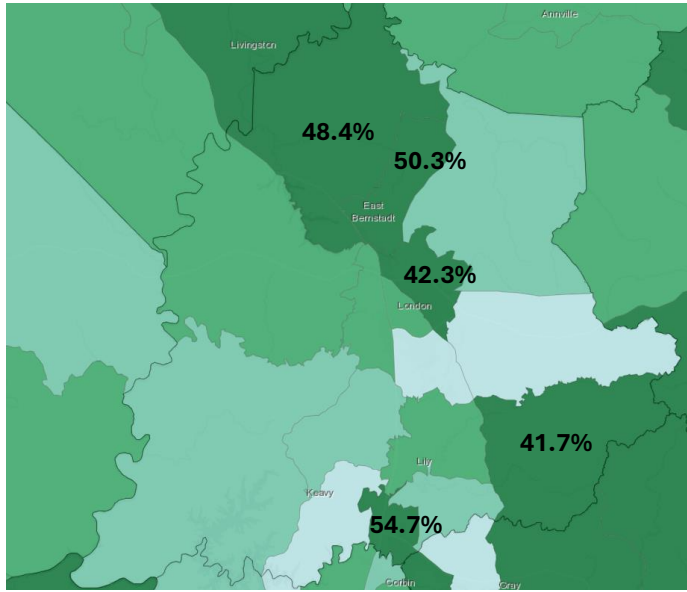 Annville
Livingston
48.4%
50.3%
East
Bernstadt
42.3%
London
41.7%
Lily
Keavy
54.7%
Corbin
Gray